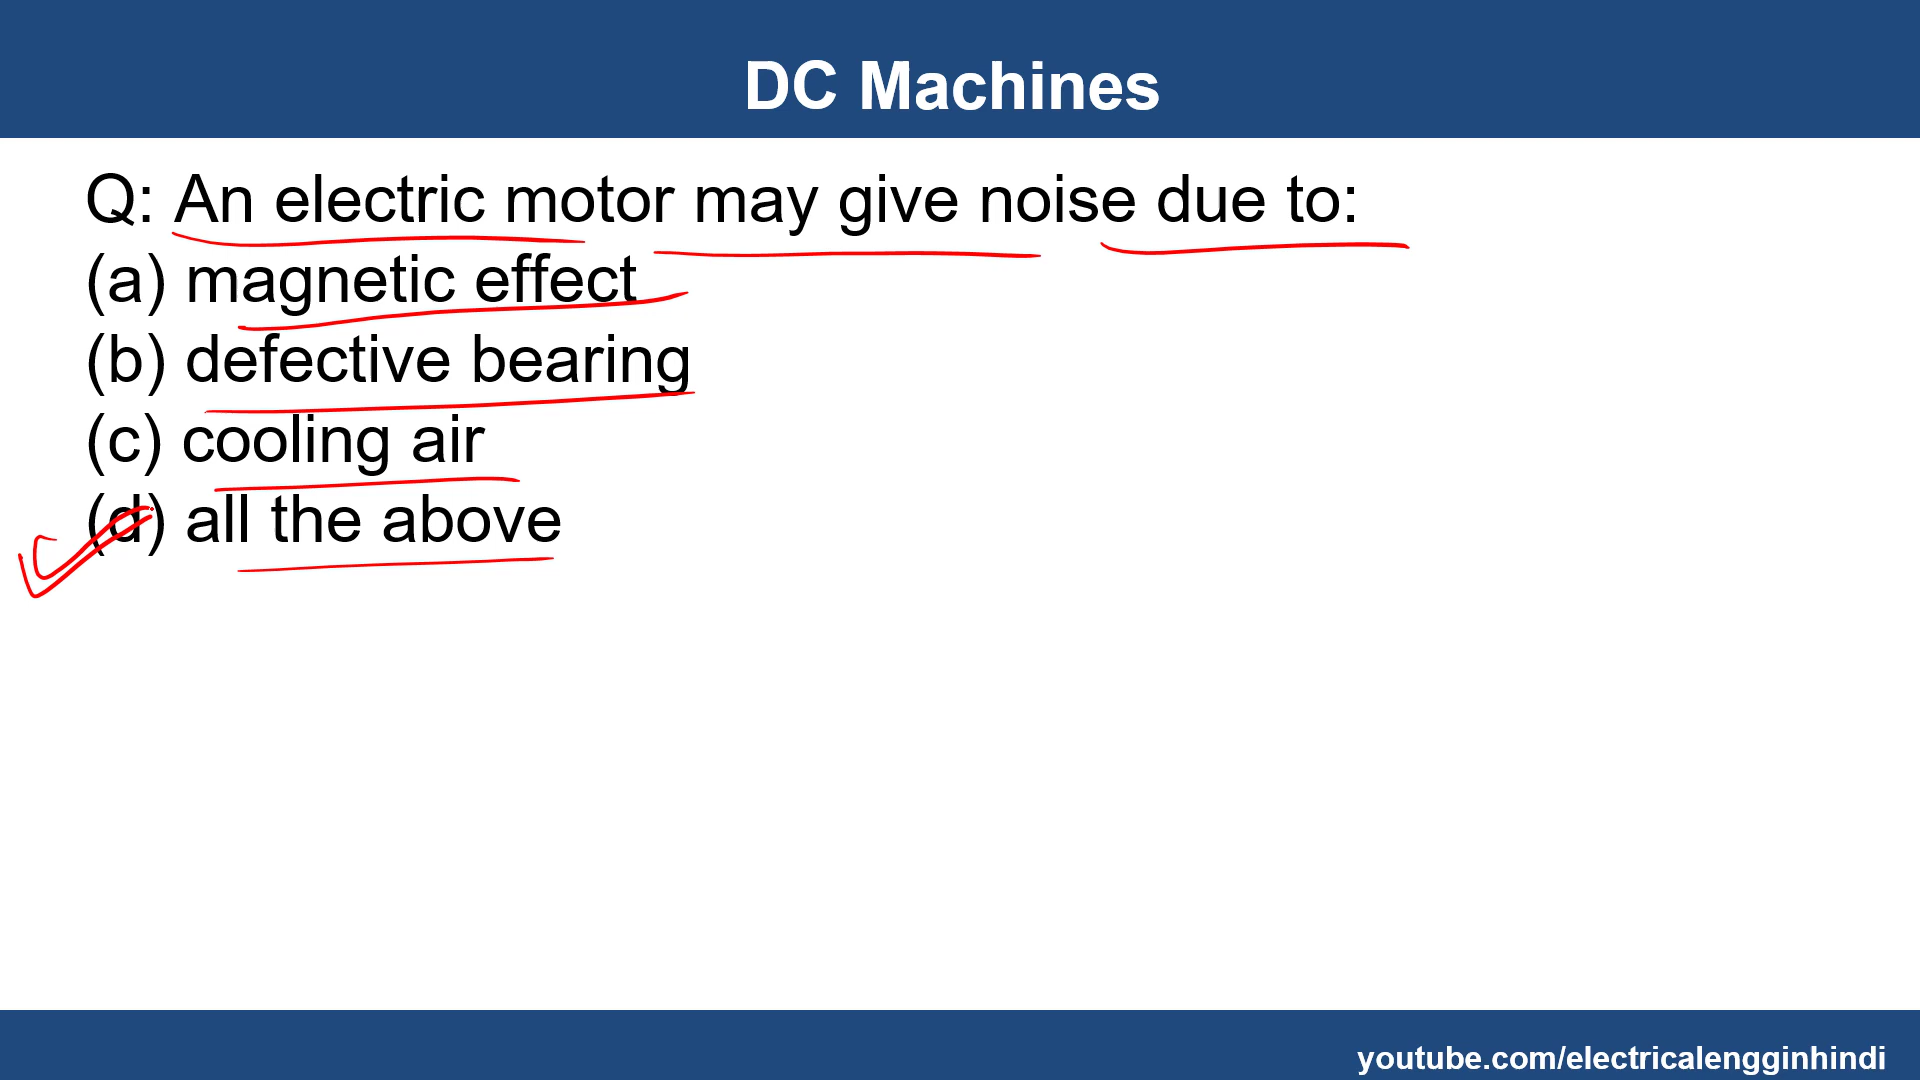 DC Machines
Q: An electric motor may give noise due to:
(a) magnetic effect
(b) defective bearing
(c) cooling air
(d) all the above
youtube.com/electricalengginhindi